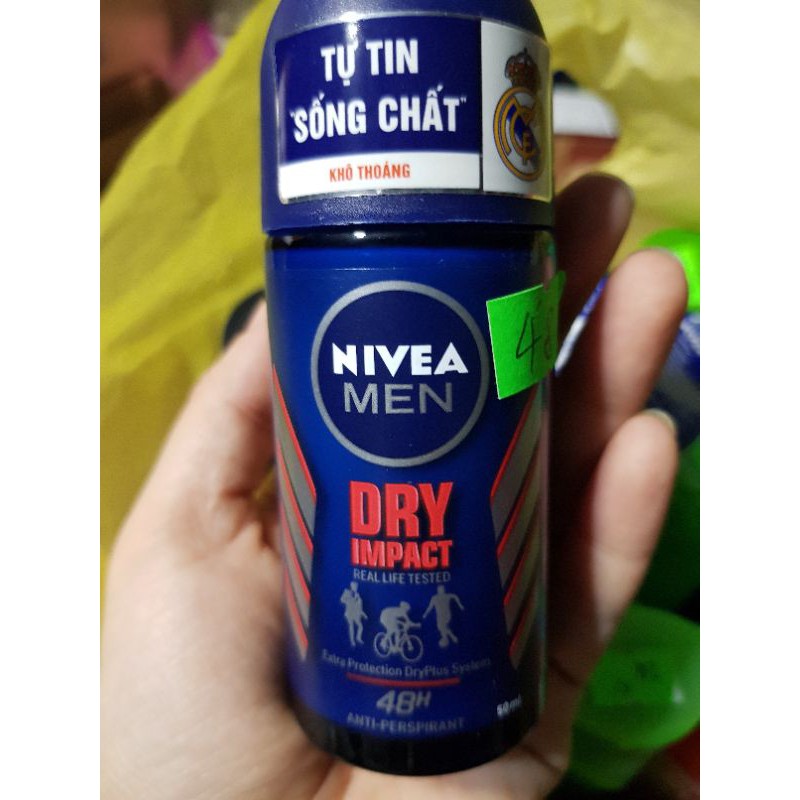 TỰ TIN
"SỐNG CHẤT"
KHÔ THOÁNG
NIVEA
MEN
DRY
IMPACT
REAL LIFE TESTED
Extra Protection DryPlus System
48H
ANTI-PERSPIRANT
50ml